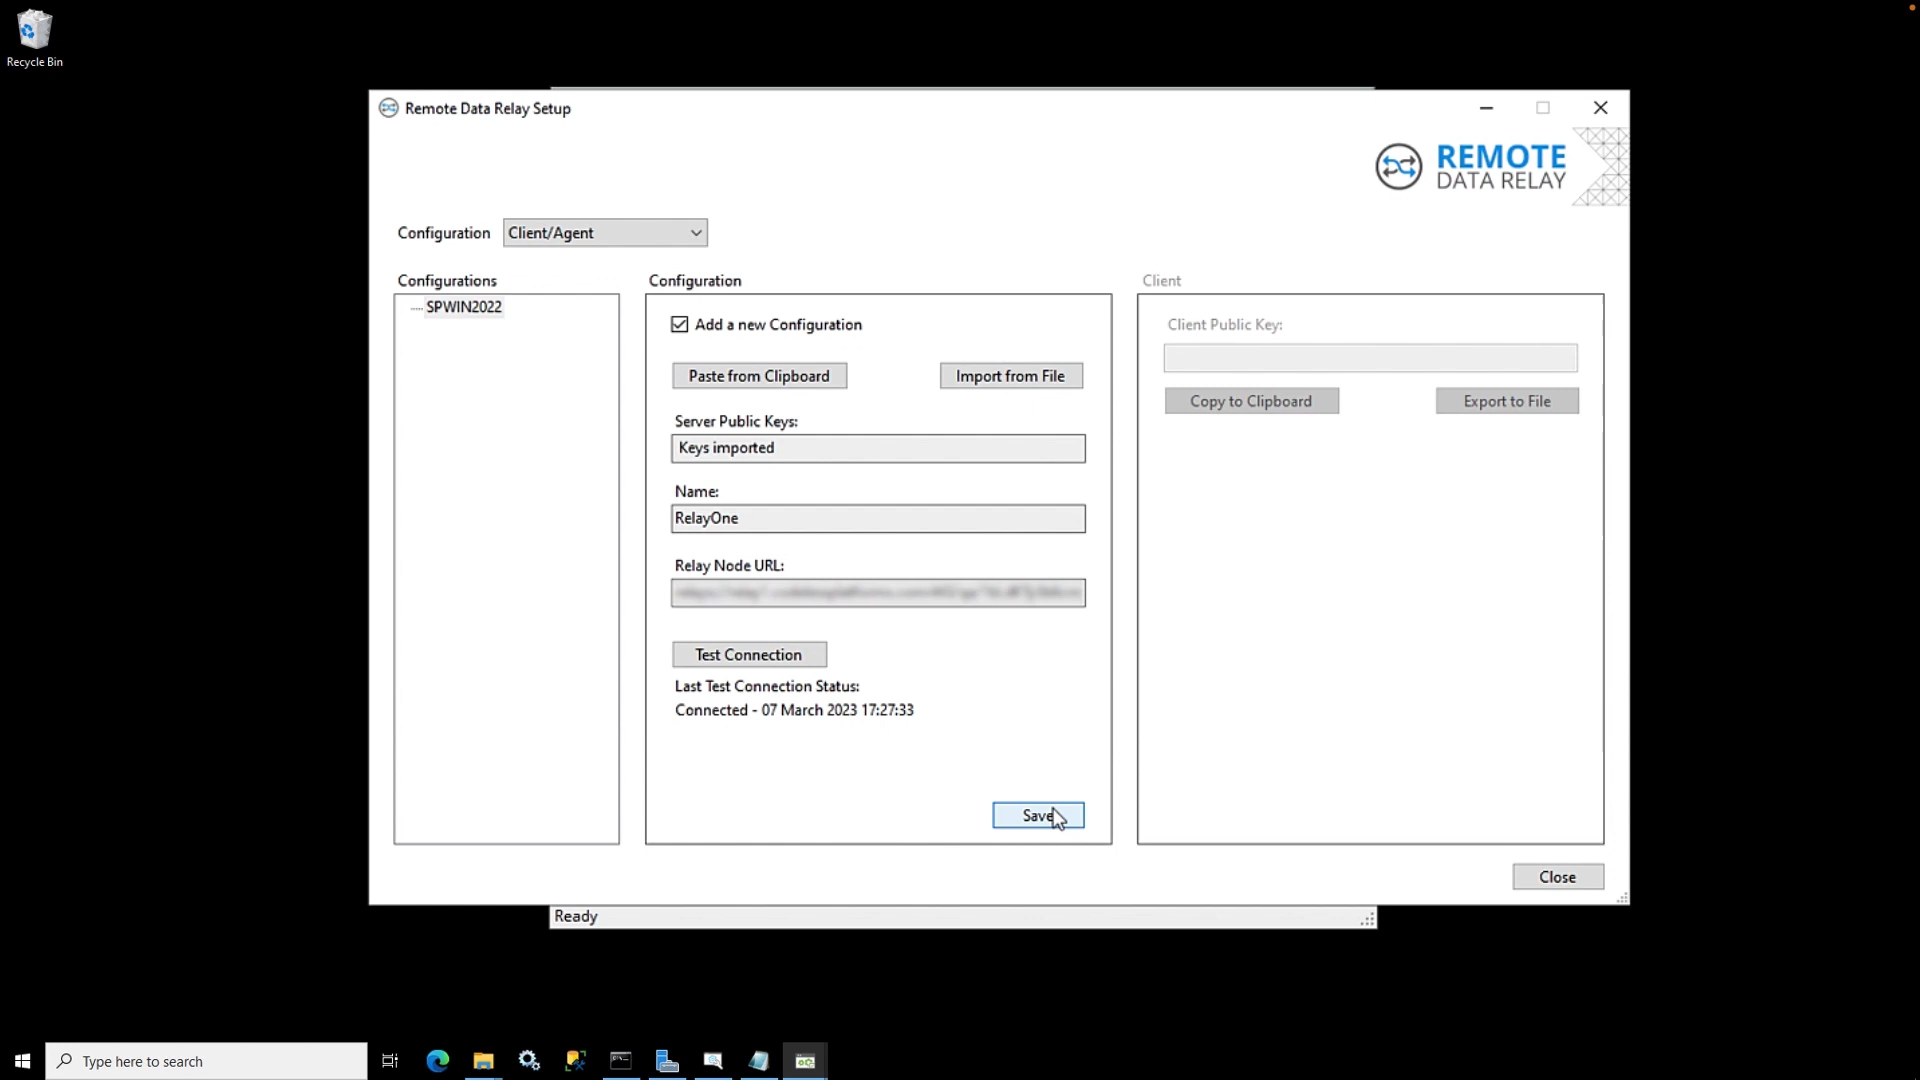 Recycle Bin
Remote Data Relay Setup
REMOTE
DATA RELAY
Configuration Client/Agent
Configurations
SPWIN2022
Configuration
Add a new Configuration
Paste from Clipboard Import from File
Server Public Keys:
Keys imported
Name:
RelayOne
Relay Node URL:
Test Connection
Last Test Connection Status:
Connected - 07 March 2023 17:27:33
Save
Client
Client Public Key:
Copy to Clipboard Export to File
Close
Ready
Type here to search